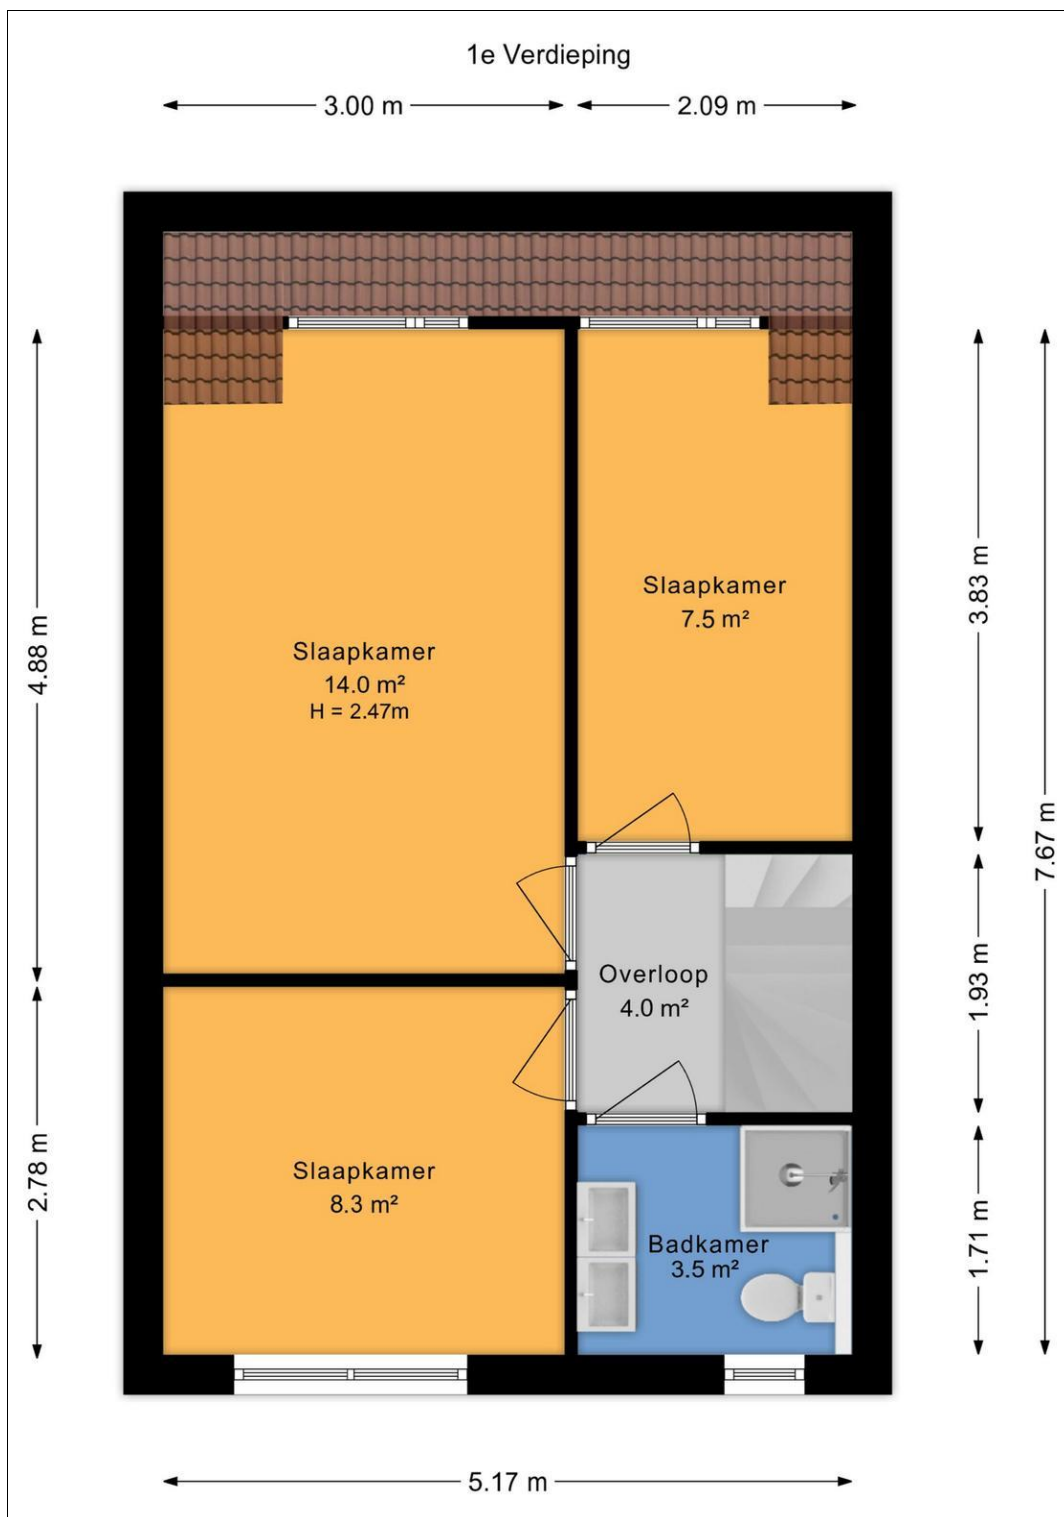 1e Verdieping
3.00 m
2.09 m
4.88 m
2.78 m
Slaapkamer
14.0 m²
H = 2.47m
Slaapkamer
7.5 m²
Overloop
4.0 m²
Slaapkamer
8.3 m²
Badkamer
3.5 m²
3.83 m
1.93 m
1.71 m
7.67 m
5.17 m